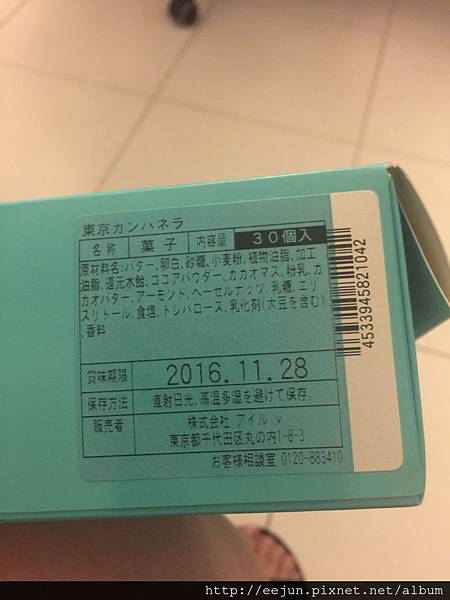 東京カンパネラ
名称 菓子 内容量 30個入
原材料名:バター、卵白、砂糖、小麦粉、植物油脂、加工
油脂、還元水飴、ココアパウダー、カカオマス、粉乳、カ
カオバター、アーモンド、ヘーゼルナッツ、乳糖、エリ
スリトール、食塩、トレハロース、乳化剤(大豆を含む)
、香料
賞味期限 2016.11.28
保存方法 直射日光、高温多湿を避けて保存。
販売者 株式会社 アイル V
東京都千代田区丸の内1-8-3
お客様相談室 0120-883410
4533945821042
http://eejun.pixnet.net/album